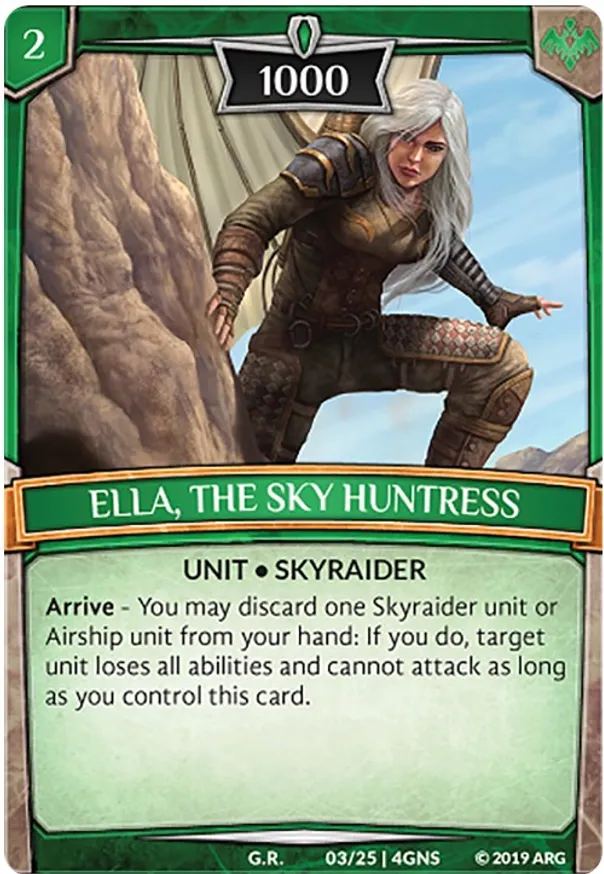 2
1000
ELLA, THE SKY HUNTRESS
UNIT • SKYRAIDER
Arrive - You may discard one Skyraider unit or
Airship unit from your hand: If you do, target
unit loses all abilities and cannot attack as long
as you control this card.
G.R. 03/25 | 4GNS © 2019 ARG